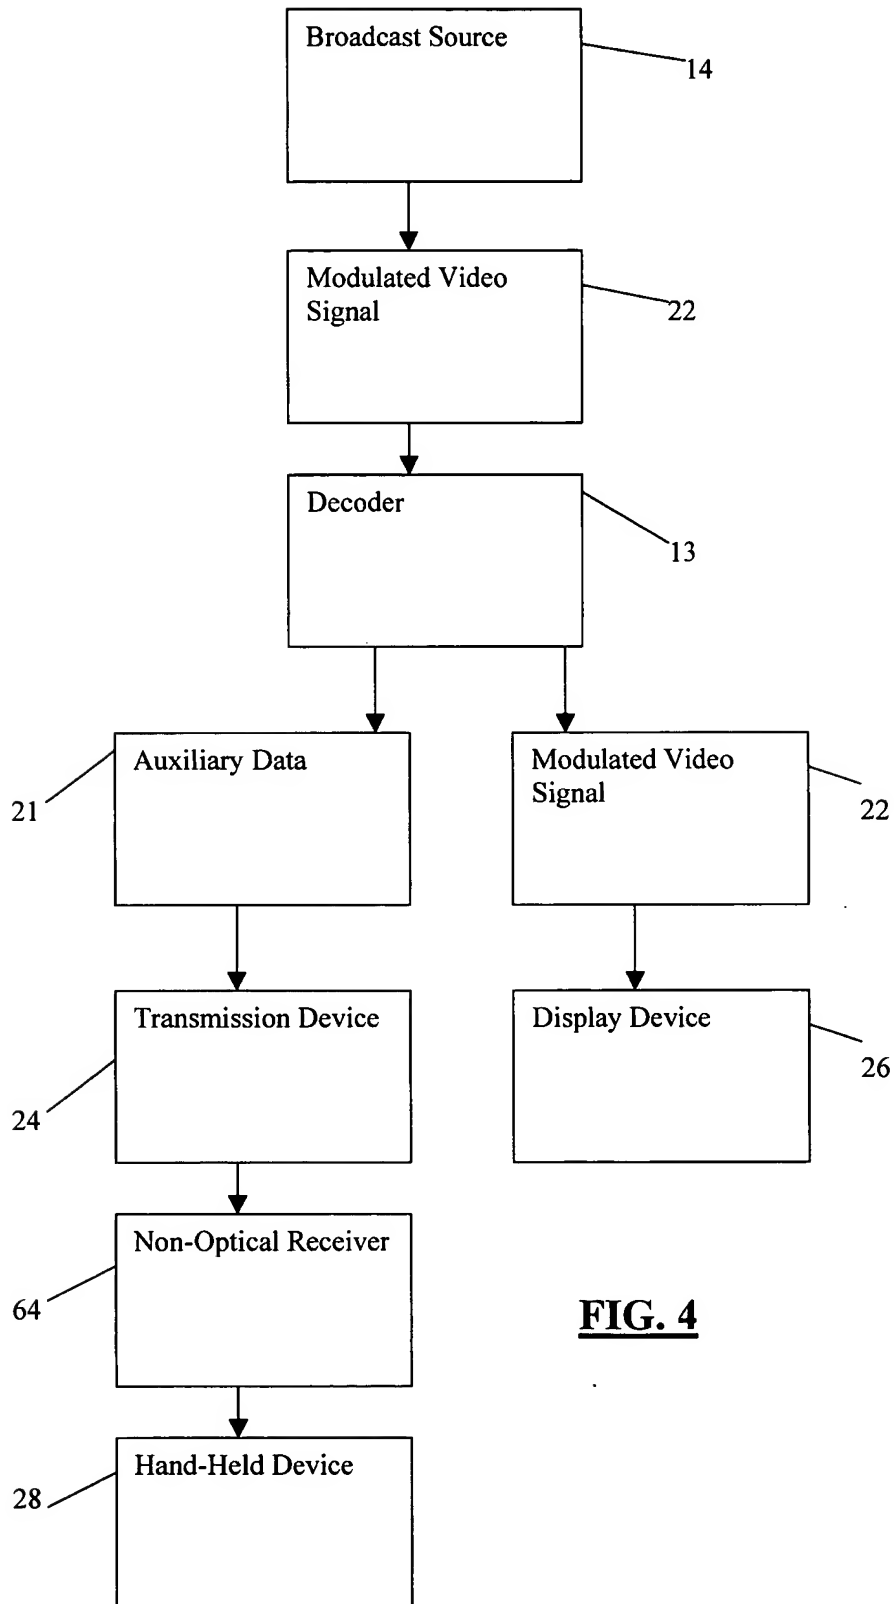 Broadcast Source
14
Modulated Video
Signal
22
Decoder
13
Auxiliary Data
21
Modulated Video
Signal
22
Transmission Device
24
Display Device
26
Non-Optical Receiver
64
FIG. 4
Hand-Held Device
28